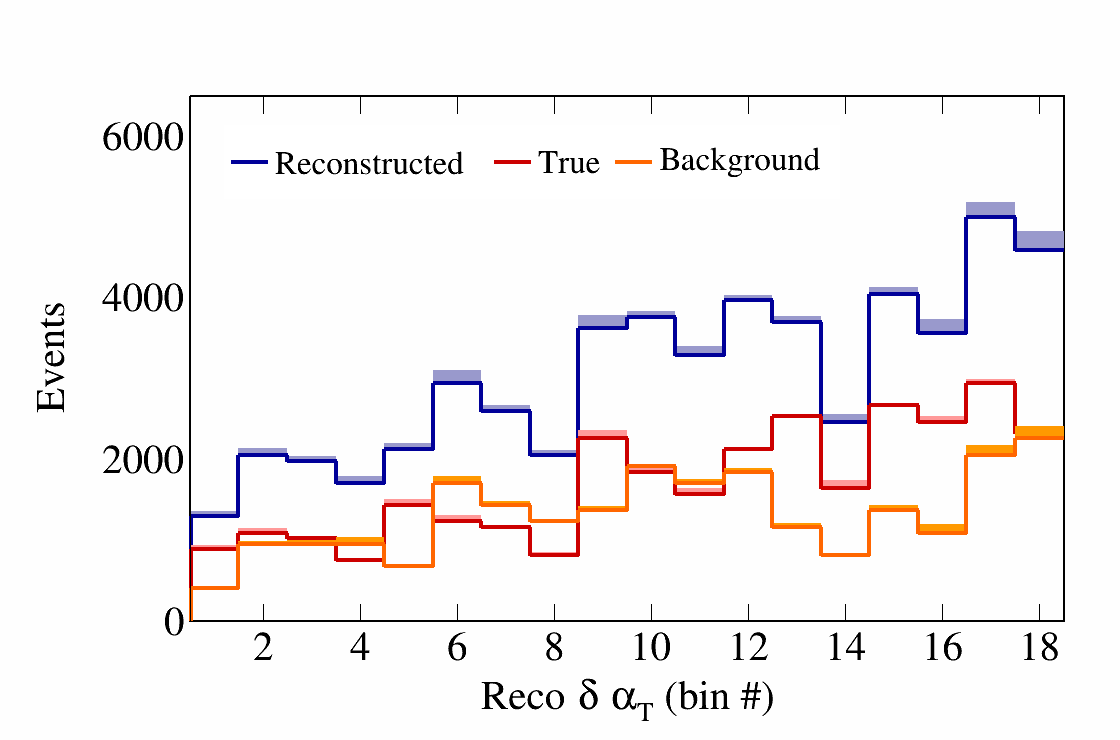 6000
Reconstructed True Background
4000
Events
2000
0
2 4 6 8 10 12 14 16 18
Reco δ α_T (bin #)